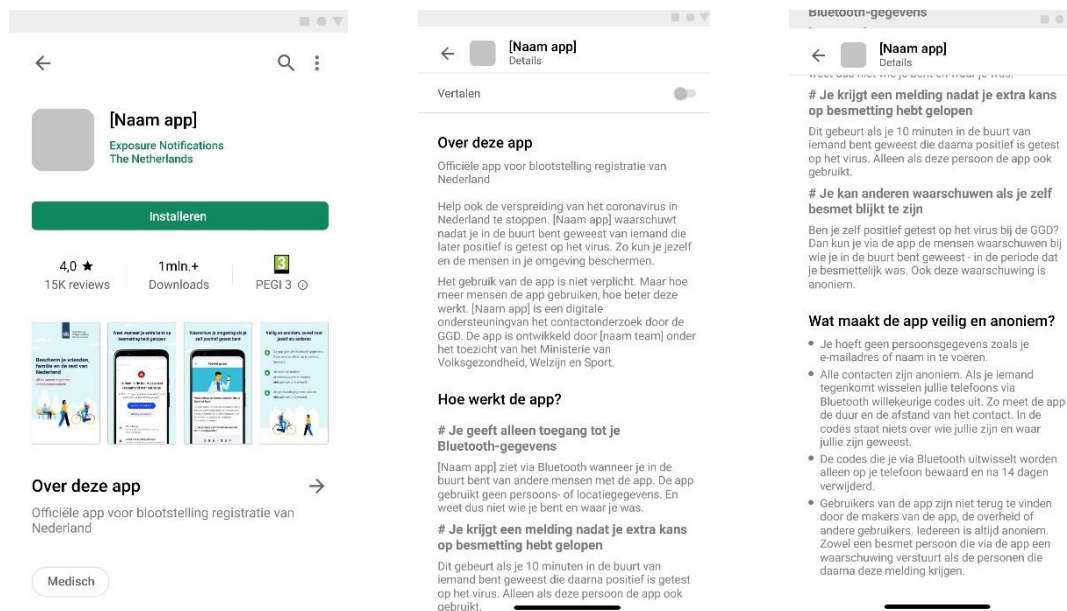 [Naam app]
Exposure Notifications
The Netherlands
Installeren
4,0 ★
15K reviews
1mln.+
Downloads
3
PEGI 3
Bescherm je vrienden,
familie en de rest van
Nederland
Over deze app
Officiële app voor blootstelling registratie van
Nederland
Medisch
[Naam app]
Details
Vertalen
Over deze app
Officiële app voor blootstelling registratie van
Nederland
Help ook de verspreiding van het coronavirus in
Nederland te stoppen. [Naam app] waarschuwt
nadat je in de buurt bent geweest van iemand die
later positief is getest op het virus. Zo kun je jezelf
en de mensen in je omgeving beschermen.
Het gebruik van de app is niet verplicht. Maar hoe
meer mensen de app gebruiken, hoe beter deze
werkt. [Naam app] is een digitale
ondersteuningvan het contactonderzoek door de
GGD. De app is ontwikkeld door [naam team] onder
het toezicht van het Ministerie van
Volksgezondheid, Welzijn en Sport.
Hoe werkt de app?
# Je geeft alleen toegang tot je
Bluetooth-gegevens
[Naam app] ziet via Bluetooth wanneer je in de
buurt bent van andere mensen met de app. De app
gebruikt geen persoons- of locatiegegevens. En
weet dus niet wie je bent en waar je was.
# Je krijgt een melding nadat je extra kans
op besmetting hebt gelopen
Dit gebeurt als je 10 minuten in de buurt van
iemand bent geweest die daarna positief is getest
op het virus. Alleen als deze persoon de app ook
gebruikt.
Bluetooth-gegevens
[Naam app]
Details
weet dus niet wie je bent en waar je was.
# Je krijgt een melding nadat je extra kans
op besmetting hebt gelopen
Dit gebeurt als je 10 minuten in de buurt van
iemand bent geweest die daarna positief is getest
op het virus. Alleen als deze persoon de app ook
gebruikt.
# Je kan anderen waarschuwen als je zelf
besmet blijkt te zijn
Ben je zelf positief getest op het virus bij de GGD?
Dan kun je via de app de mensen waarschuwen bij
wie je in de buurt bent geweest - in de periode dat
je besmettelijk was. Ook deze waarschuwing is
anoniem.
Wat maakt de app veilig en anoniem?
• Je hoeft geen persoonsgegevens zoals je
e-mailadres of naam in te voeren.
• Alle contacten zijn anoniem. Als je iemand
tegenkomt wisselen jullie telefoons via
Bluetooth willekeurige codes uit. Zo meet de app
de duur en de afstand van het contact. In de
codes staat niets over wie jullie zijn en waar
jullie zijn geweest.
• De codes die je via Bluetooth uitwisselt worden
alleen op je telefoon bewaard en na 14 dagen
verwijderd.
• Gebruikers van de app zijn niet terug te vinden
door de makers van de app, de overheid of
andere gebruikers. Iedereen is altijd anoniem.
Zowel een besmet persoon die via de app een
waarschuwing verstuurt als de personen die
daarna deze melding krijgen.